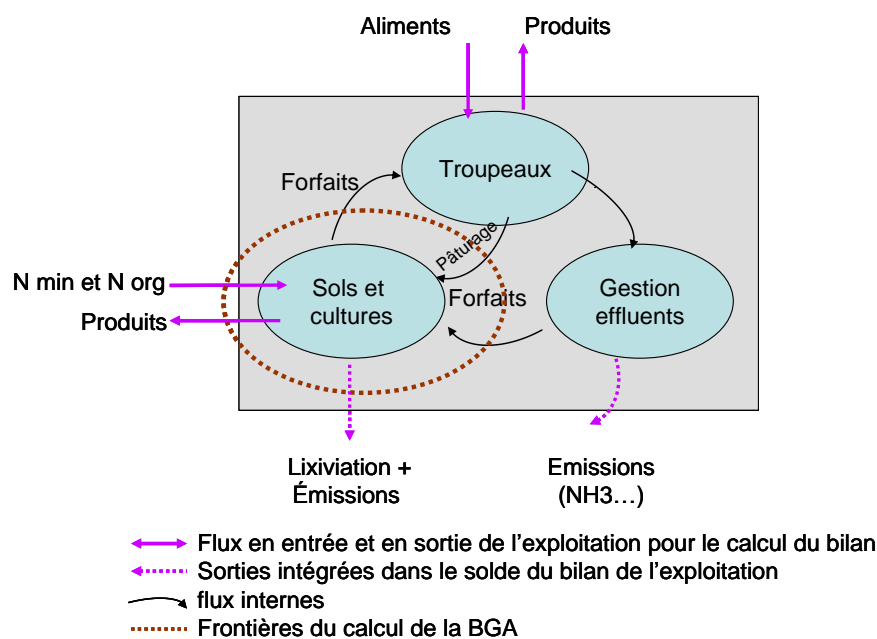 Aliments
Produits
Troupeaux
Forfaits
Pâturage
N min et N org
Produits
Sols et
cultures
Forfaits
Gestion
effluents
Lixiviation +
Émissions
Emissions
(NH3…)
Flux en entrée et en sortie de l'exploitation pour le calcul du bilan
Sorties intégrées dans le solde du bilan de l'exploitation
flux internes
Frontières du calcul de la BGA